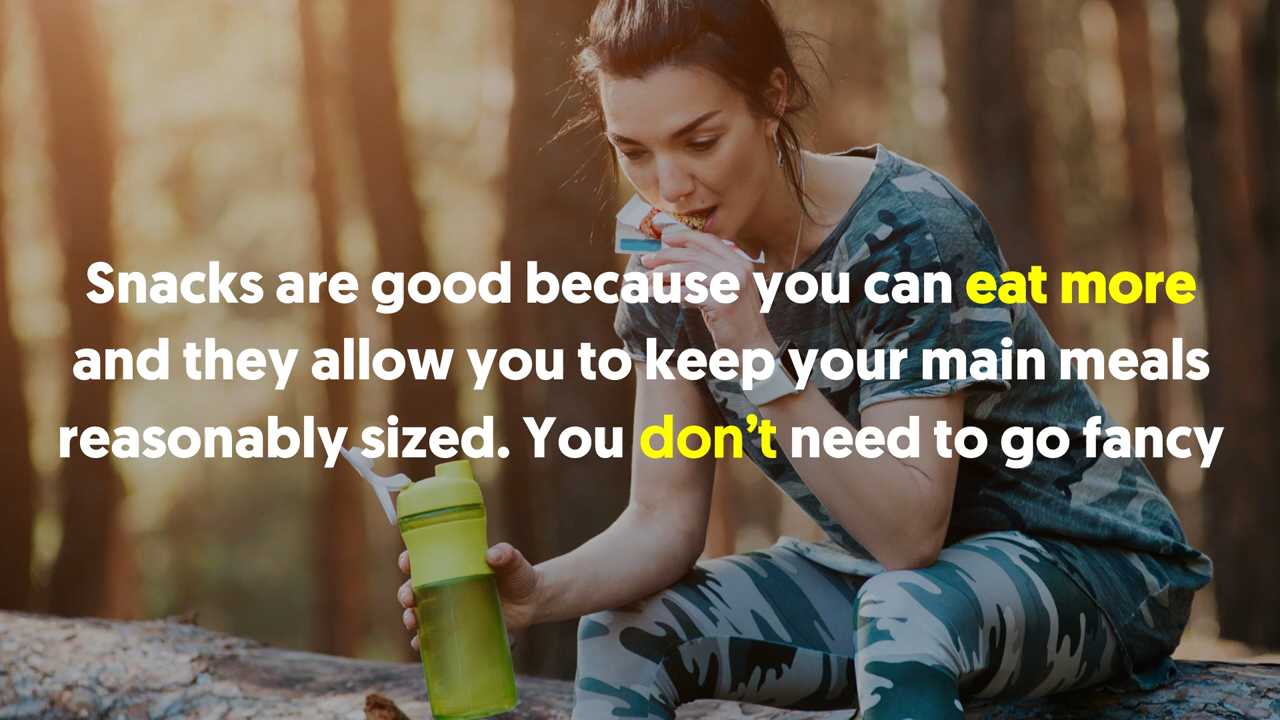 Snacks are good because you can eat more
and they allow you to keep your main meals
reasonably sized. You don’t need to go fancy